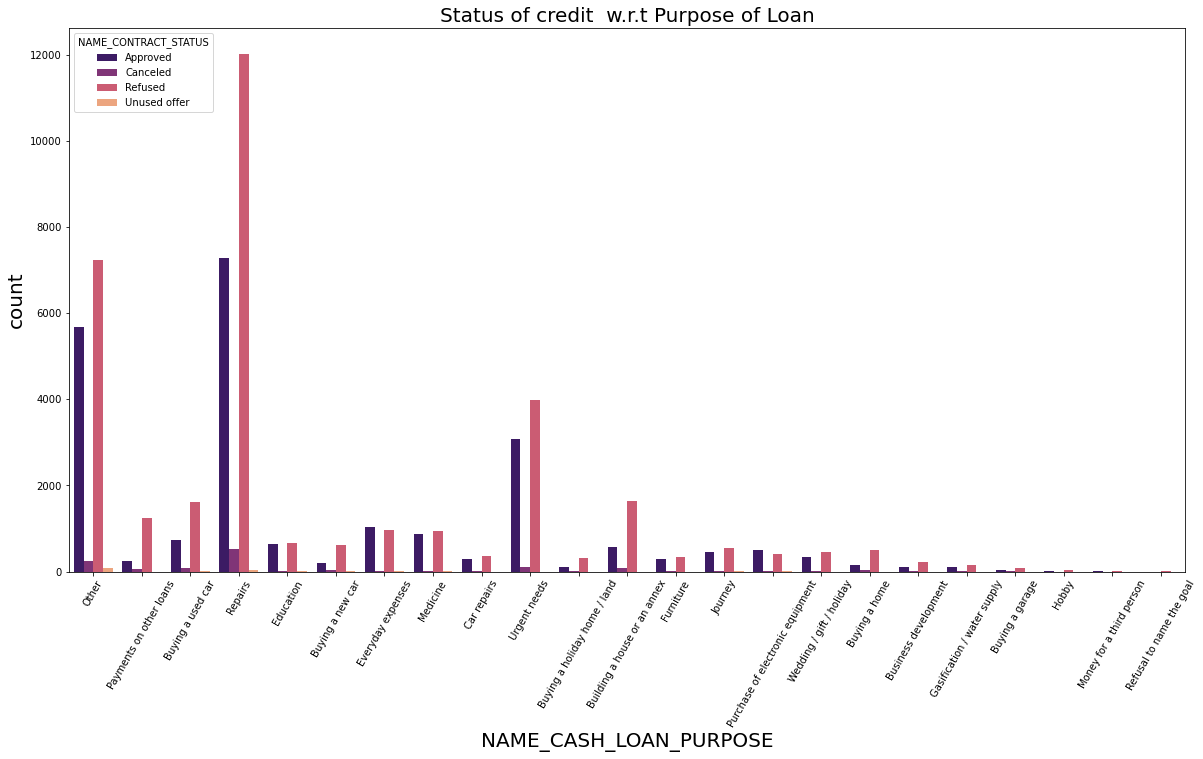 Status of credit  w.r.t Purpose of Loan
NAME_CONTRACT_STATUS
Approved
Canceled
Refused
Unused offer
count
12000
10000
8000
6000
4000
2000
0
Other
Payments on other loans
Buying a used car
Repairs
Education
Buying a new car
Everyday expenses
Medicine
Car repairs
Urgent needs
Buying a holiday home / land
Building a house or an annex
Furniture
Journey
Purchase of electronic equipment
Wedding / gift / holiday
Buying a home
Business development
Gasification / water supply
Buying a garage
Hobby
Money for a third person
Refusal to name the goal
NAME_CASH_LOAN_PURPOSE